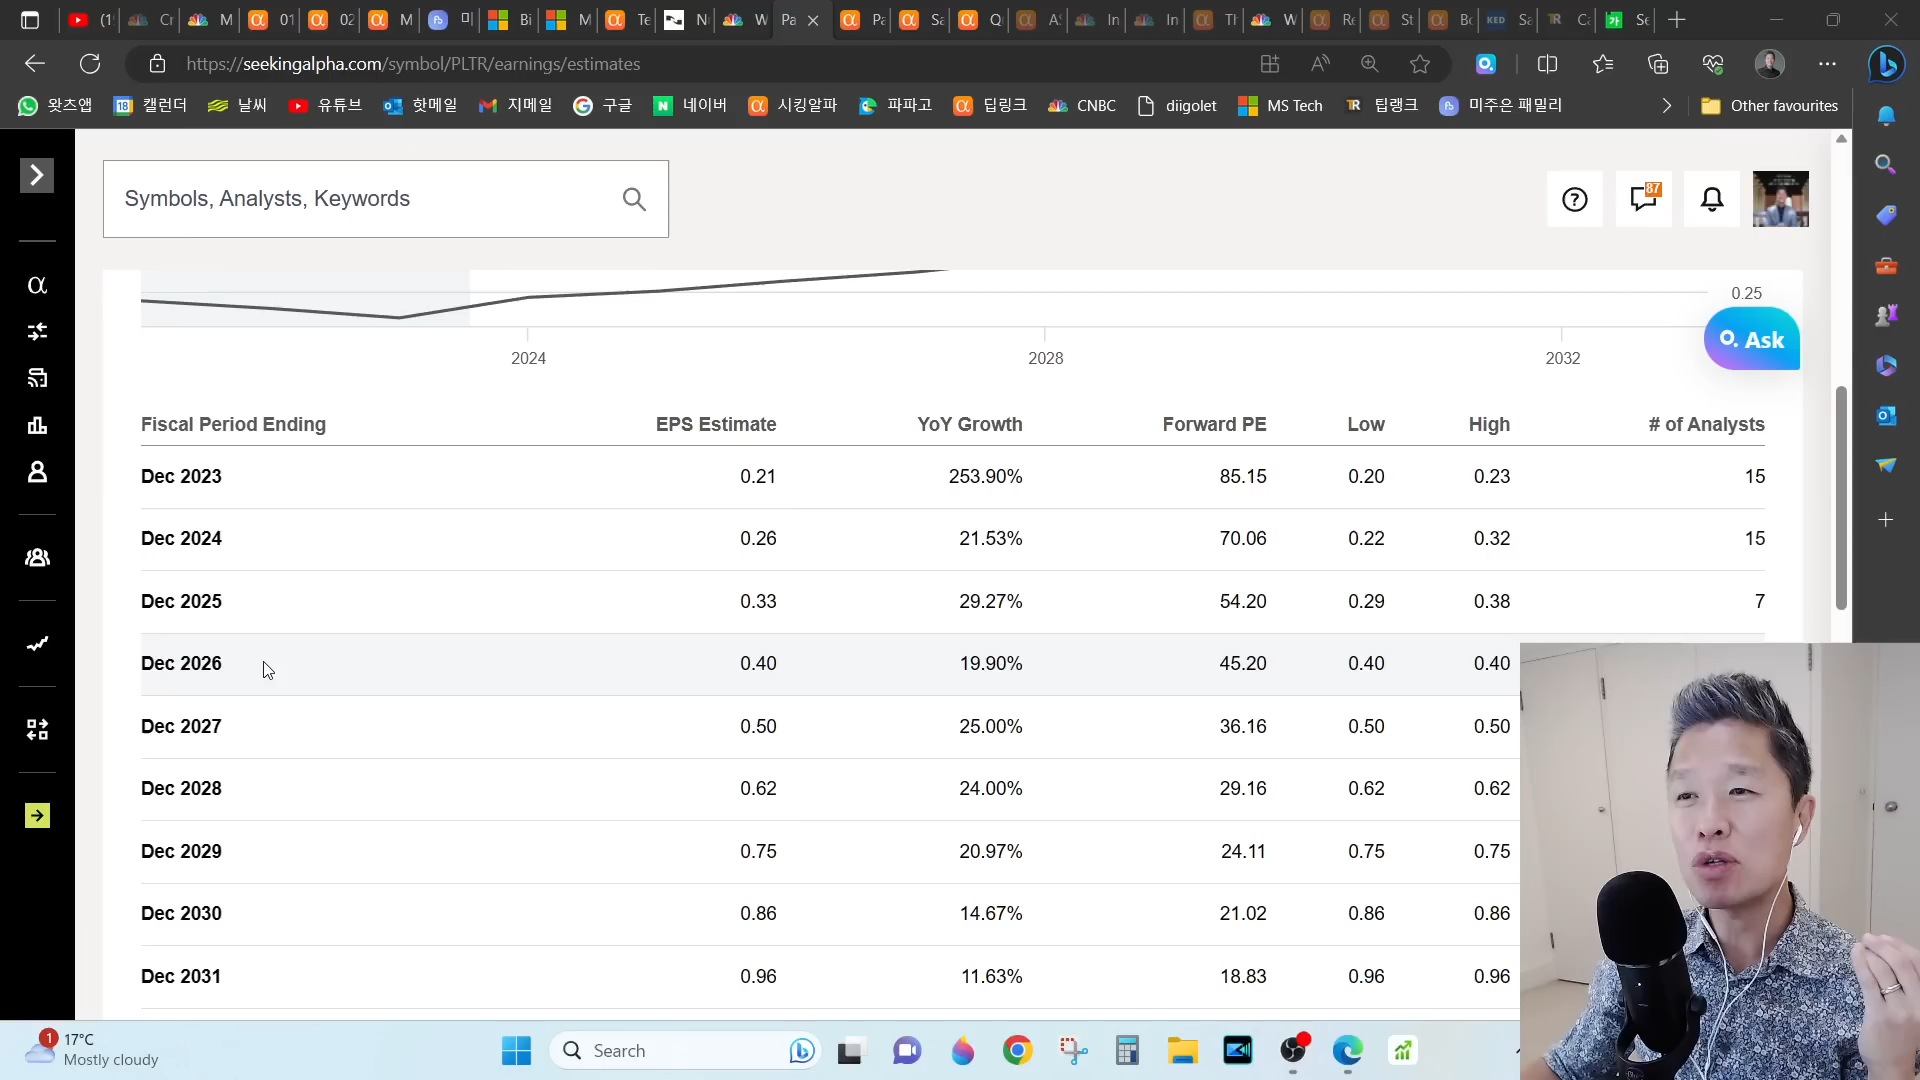 https://seekingalpha.com/symbol/PLTR/earnings/estimates
왓츠앱 캘린더 날씨 유튜브 핫메일 지메일 구글 네이버 시킹알파 파파고 딥링크 CNBC diigolet MS Tech 팁랭크 미주은 패밀리 Other favourites
Symbols, Analysts, Keywords
87
0.25
Ask
2024 2028 2032
Fiscal Period Ending EPS Estimate YoY Growth Forward PE Low High # of Analysts
Dec 2023 0.21 253.90% 85.15 0.20 0.23 15
Dec 2024 0.26 21.53% 70.06 0.22 0.32 15
Dec 2025 0.33 29.27% 54.20 0.29 0.38 7
Dec 2026 0.40 19.90% 45.20 0.40 0.40
Dec 2027 0.50 25.00% 36.16 0.50 0.50
Dec 2028 0.62 24.00% 29.16 0.62 0.62
Dec 2029 0.75 20.97% 24.11 0.75 0.75
Dec 2030 0.86 14.67% 21.02 0.86 0.86
Dec 2031 0.96 11.63% 18.83 0.96 0.96
1 17°C
Mostly cloudy
Search